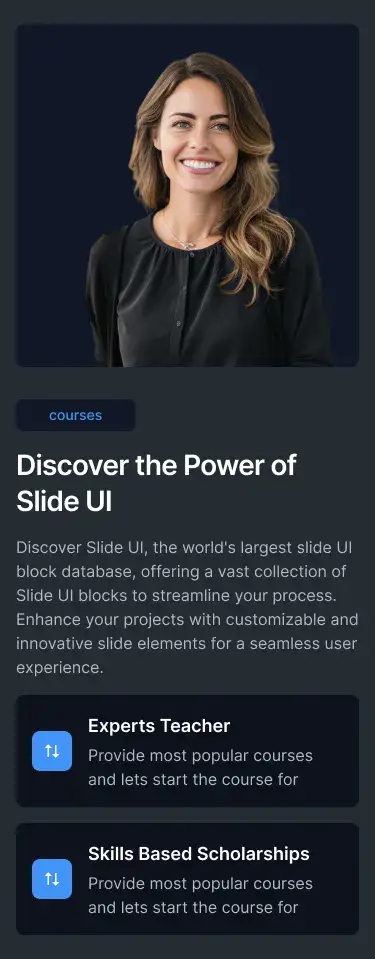 courses
Discover the Power of
Slide UI
Discover Slide UI, the world's largest slide UI
block database, offering a vast collection of
Slide UI blocks to streamline your process.
Enhance your projects with customizable and
innovative slide elements for a seamless user
experience.
Experts Teacher
Provide most popular courses
and lets start the course for
Skills Based Scholarships
Provide most popular courses
and lets start the course for